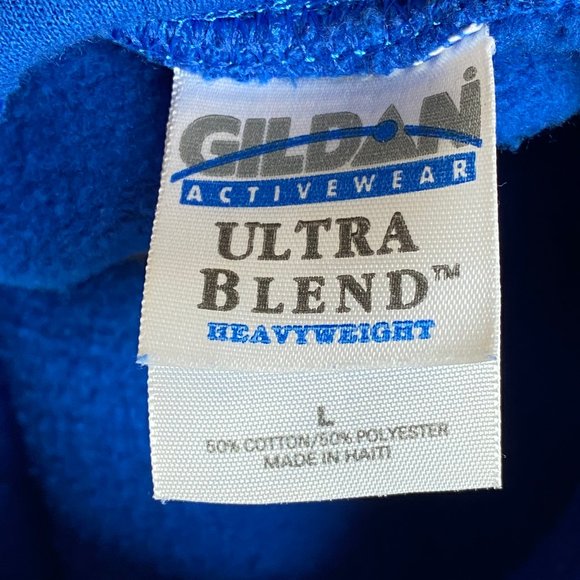 GILDAN
ACTIVEWEAR
ULTRA
BLEND™
HEAVYWEIGHT
L
50% COTTON/50% POLYESTER
MADE IN HAITI